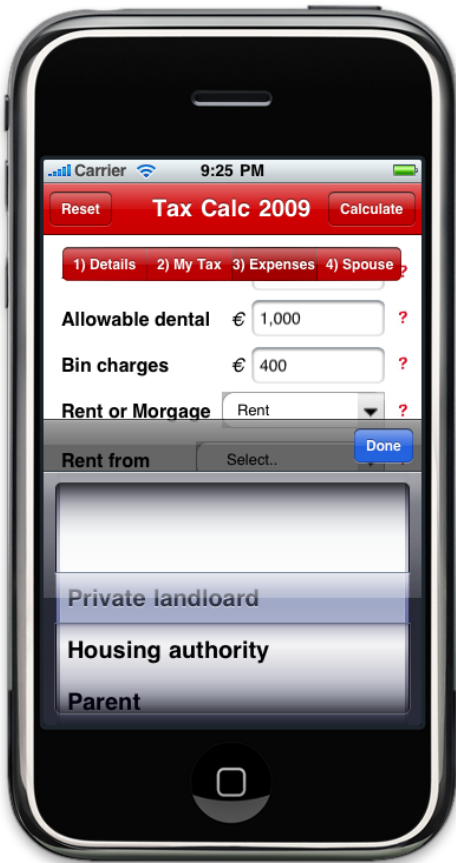 Carrier 9:25 PM
Reset Tax Calc 2009 Calculate
1) Details 2) My Tax 3) Expenses 4) Spouse ?
Allowable dental € 1,000 ?
Bin charges € 400 ?
Rent or Morgage Rent ?
Done
Rent from Select..
Private landloard
Housing authority
Parent